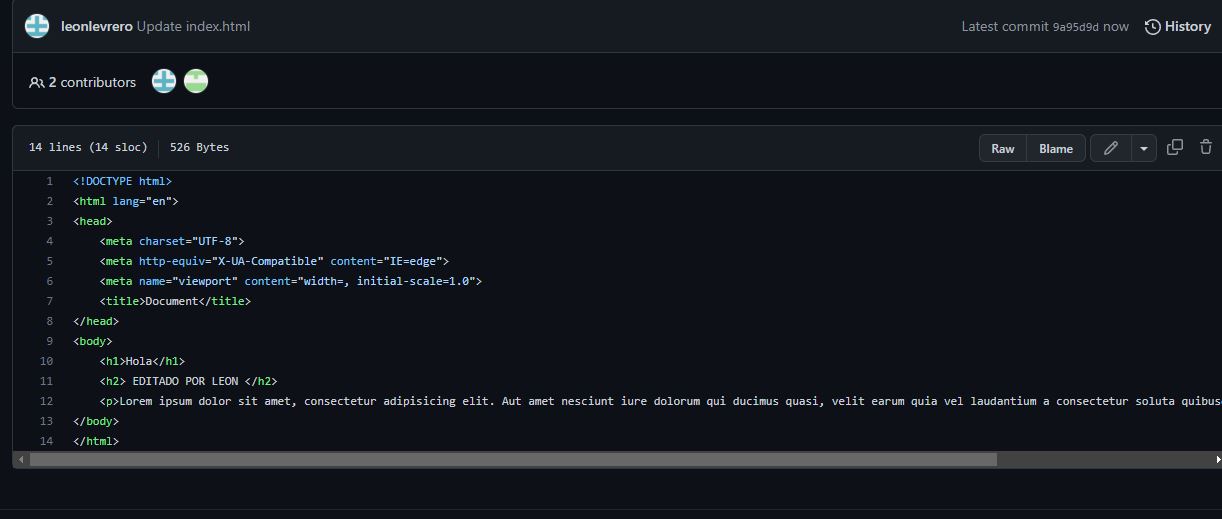 leonlevrero Update index.html Latest commit 9a95d9d now History
2 contributors
14 lines (14 sloc) 526 Bytes Raw Blame
1 <!DOCTYPE html>
2 <html lang="en">
3 <head>
4 <meta charset="UTF-8">
5 <meta http-equiv="X-UA-Compatible" content="IE=edge">
6 <meta name="viewport" content="width=, initial-scale=1.0">
7 <title>Document</title>
8 </head>
9 <body>
10 <h1>Hola</h1>
11 <h2> EDITADO POR LEON </h2>
12 <p>Lorem ipsum dolor sit amet, consectetur adipisicing elit. Aut amet nesciunt iure dolorum qui ducimus quasi, velit earum quia vel laudantium a consectetur soluta
13 </body>
14 </html>